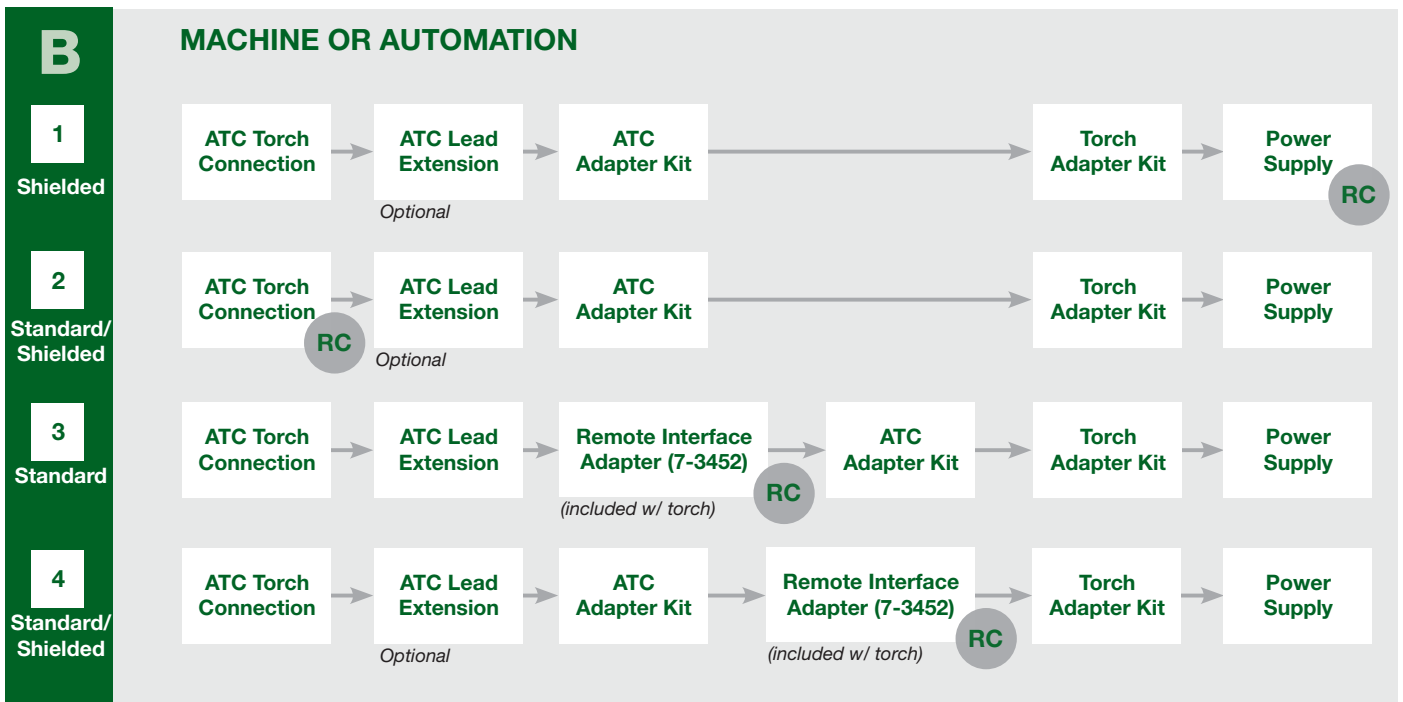 B
MACHINE OR AUTOMATION
1
Shielded
ATC Torch
Connection
ATC Lead
Extension
Optional
ATC
Adapter Kit
Torch
Adapter Kit
Power
Supply
RC
2
Standard/
Shielded
ATC Torch
Connection
RC
ATC Lead
Extension
Optional
ATC
Adapter Kit
Torch
Adapter Kit
Power
Supply
3
Standard
ATC Torch
Connection
ATC Lead
Extension
Remote Interface
Adapter (7-3452)
(included w/ torch)
RC
ATC
Adapter Kit
Torch
Adapter Kit
Power
Supply
4
Standard/
Shielded
ATC Torch
Connection
ATC Lead
Extension
Optional
ATC
Adapter Kit
Remote Interface
Adapter (7-3452)
(included w/ torch)
RC
Torch
Adapter Kit
Power
Supply